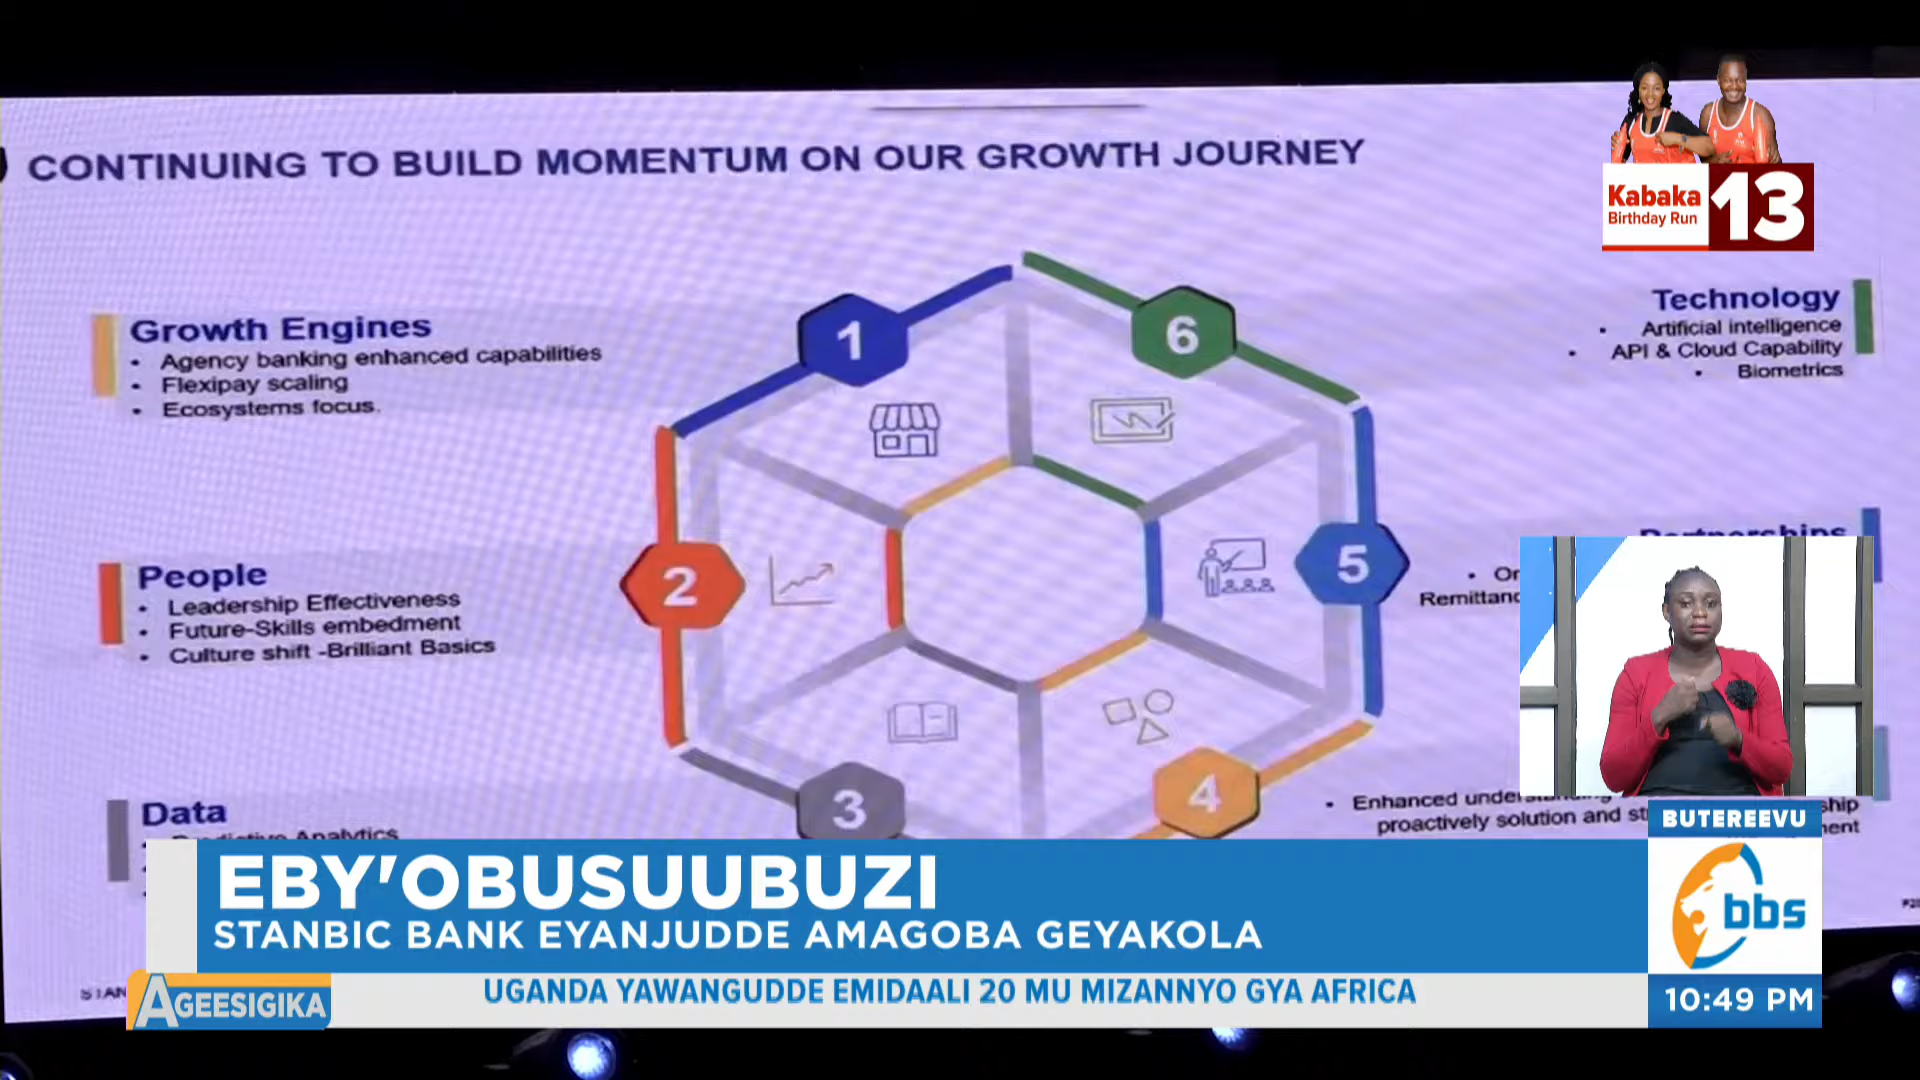 CONTINUING TO BUILD MOMENTUM ON OUR GROWTH JOURNEY
Kabaka
Birthday Run
13
Growth Engines
• Agency banking enhanced capabilities
• Flexipay scaling
• Ecosystems focus.
1
6
Technology
• Artificial intelligence
• API & Cloud Capability
• Biometrics
People
• Leadership Effectiveness
• Future-Skills embedment
• Culture shift -Brilliant Basics
2
5
Partnerships
Data
• Predictive Analytics
3
4
• Enhanced
proactively solution and
BUTEREEVU
EBY'OBUSUUBUZI
STANBIC BANK EYANJUDDE AMAGOBA GEYAKOLA
bbs
AGEESIGIKA
UGANDA YAWANGUDDE EMIDAALI 20 MU MIZANNYO GYA AFRICA
10:49 PM